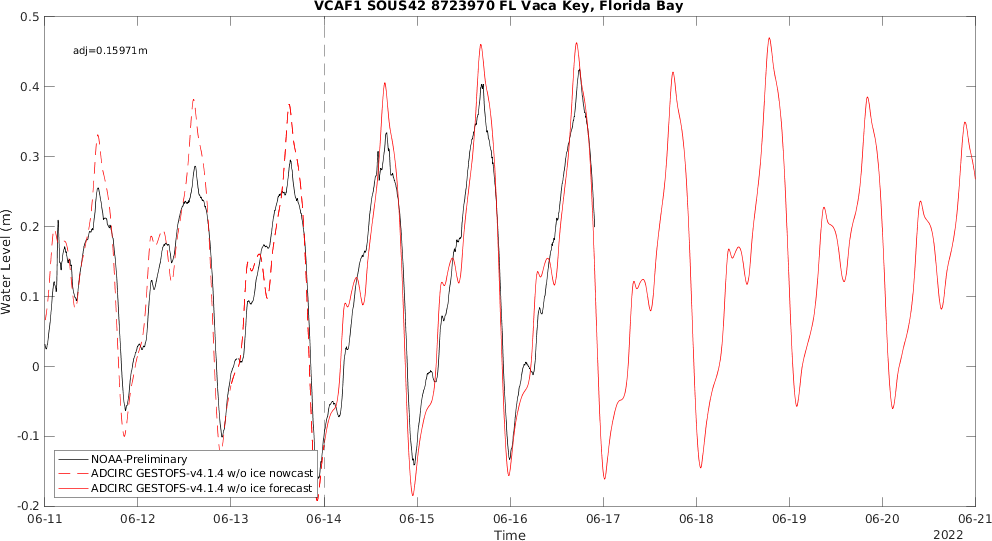 VCAF1 SOUS42 8723970 FL Vaca Key, Florida Bay
adj=0.15971m
Water Level (m)
0.5
0.4
0.3
0.2
0.1
0
-0.1
-0.2
NOAA-Preliminary
ADCIRC GESTOFS-v4.1.4 w/o ice nowcast
ADCIRC GESTOFS-v4.1.4 w/o ice forecast
06-11 06-12 06-13 06-14 06-15 06-16 06-17 06-18 06-19 06-20 06-21
Time
2022